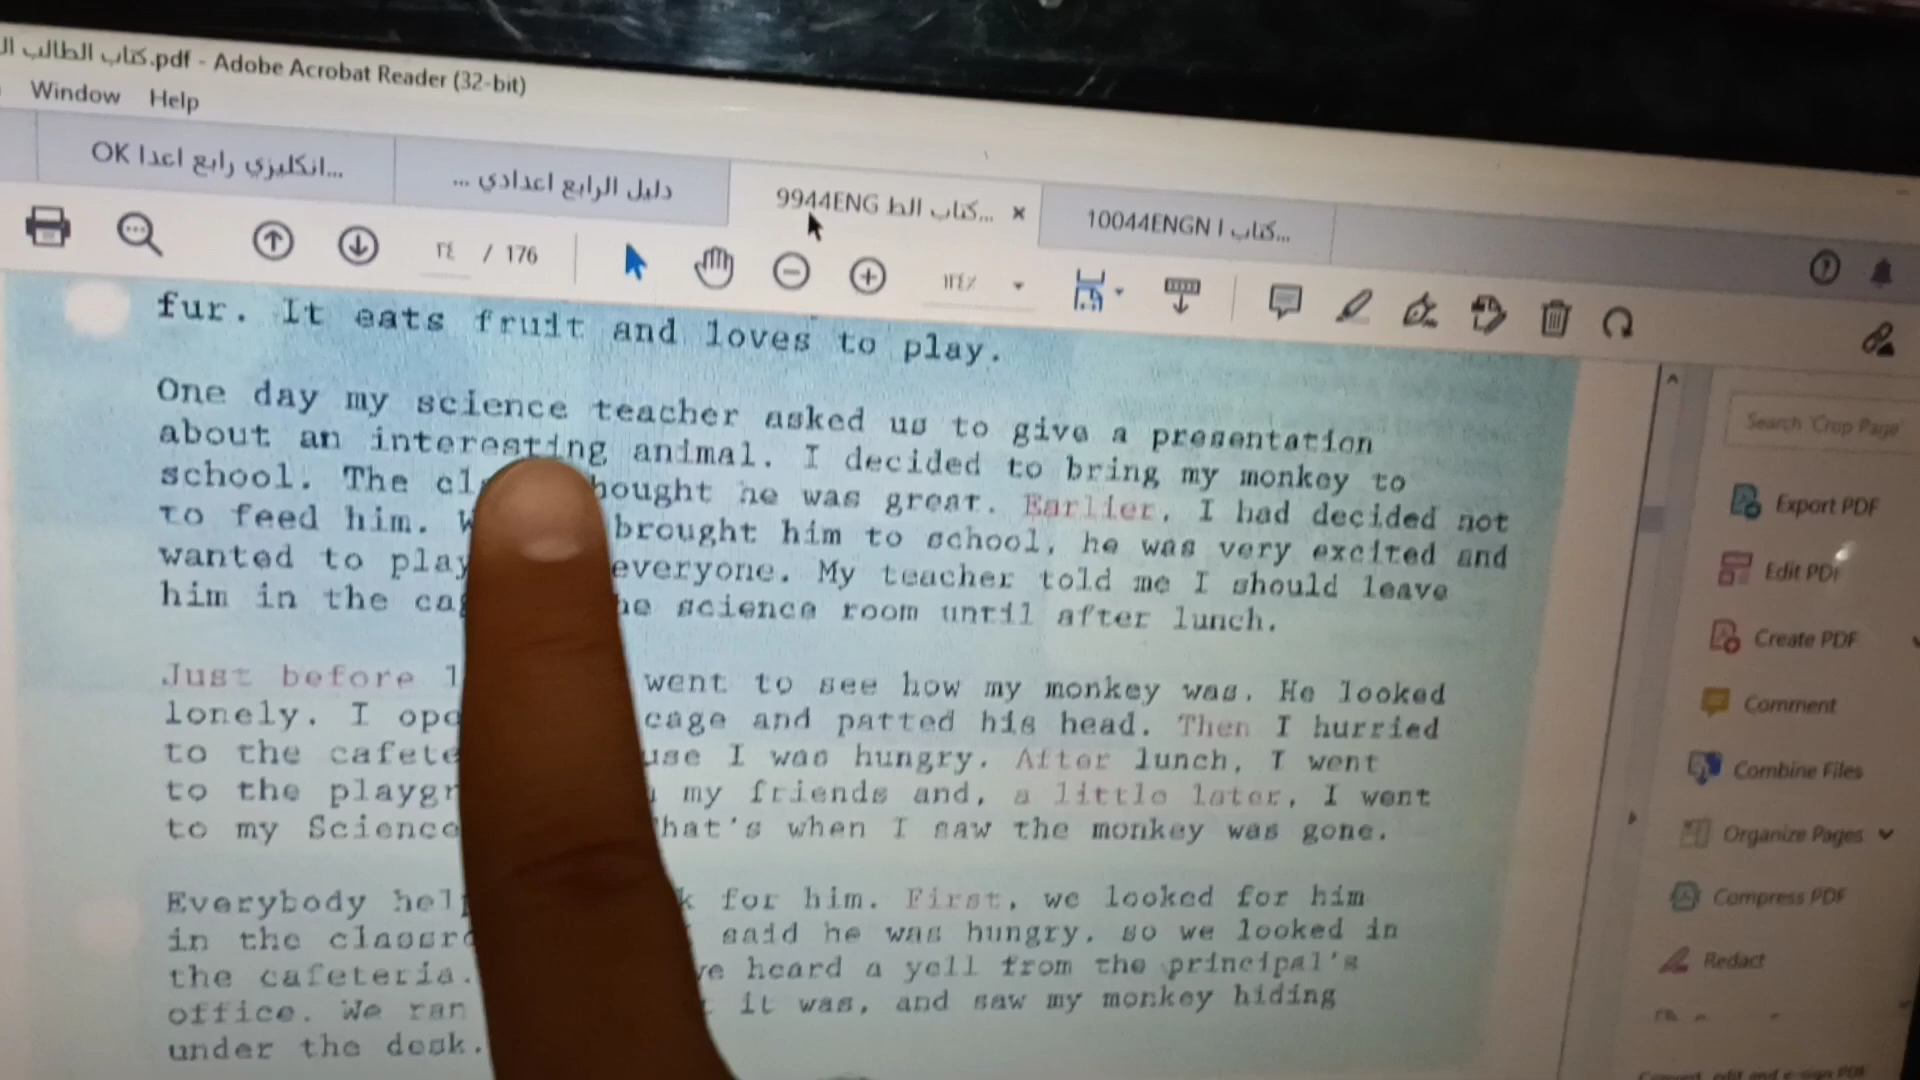 كتاب الطالب ال.pdf - Adobe Acrobat Reader (32-bit)
Window Help
OK انكليزي رابع اعدا...
دليل الرابع اعدادي ...
9944ENG كتاب الط... ×
10044ENGN كتاب ا...
٢٤ / 176
١٢٤٪
fur. It eats fruit and loves to play.
One day my science teacher asked us to give a presentation
about an interesting animal. I decided to bring my monkey to
school. The he was great. Earlier, I had decided not
to feed him. brought him to school, he was very excited and
wanted to play everyone. My teacher told me I should leave
him in the science room until after lunch.
Just before went to see how my monkey was. He looked
lonely. I cage and patted his head. Then I hurried
to the I was hungry. After lunch, I went
to the my friends and, a little later, I went
to my Science That's when I saw the monkey was gone.
Everybody for him. First, we looked for him
in the said he was hungry, so we looked in
the cafeteria. heard a yell from the principal's
office. We ran it was, and saw my monkey hiding
under the desk.
Search 'Crop Page'
Export PDF
Edit PDF
Create PDF
Comment
Combine Files
Organize Pages
Compress PDF
Redact